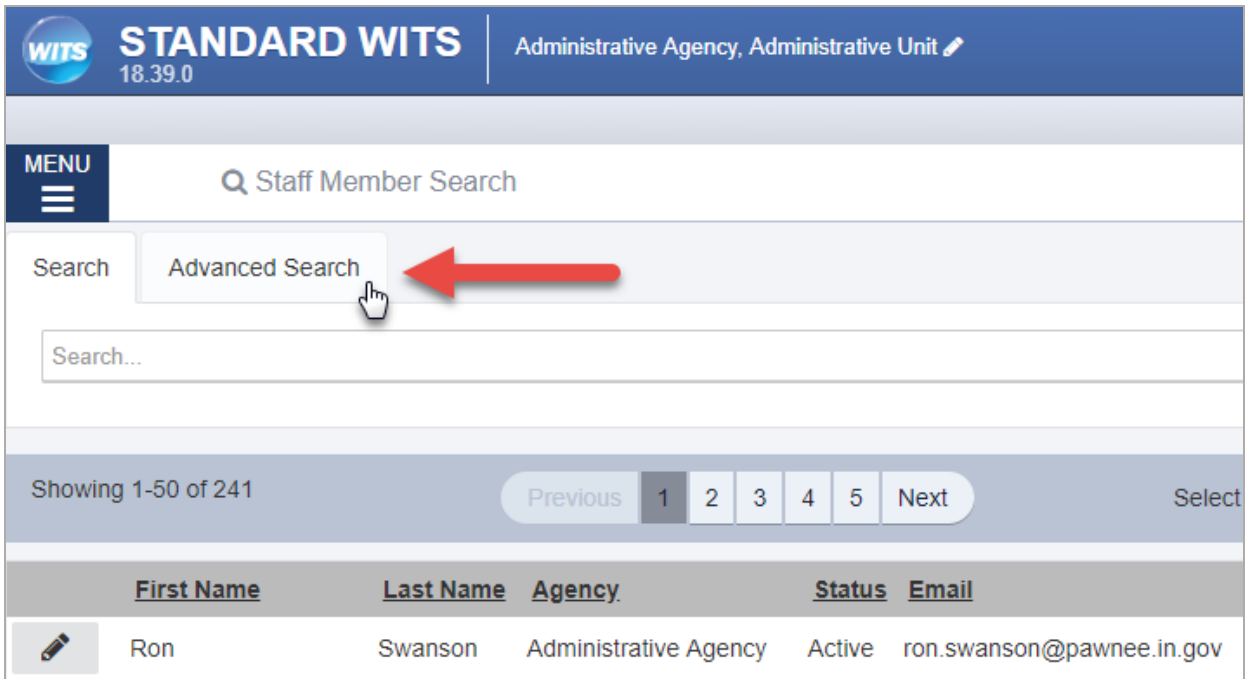 WITS
STANDARD WITS
18.39.0
Administrative Agency, Administrative Unit
MENU
Staff Member Search
Search
Advanced Search
Search...
Showing 1-50 of 241
Previous 1 2 3 4 5 Next
Select
First Name Last Name Agency Status Email
Ron Swanson Administrative Agency Active ron.swanson@pawnee.in.gov